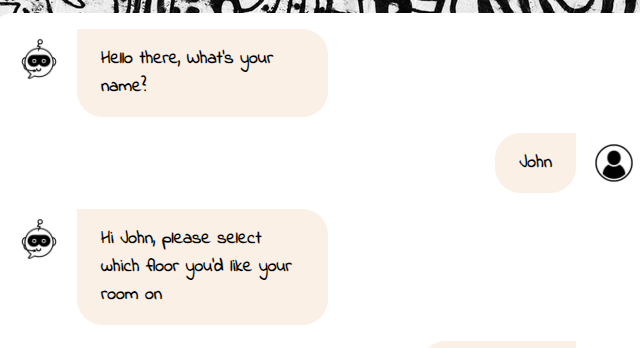 Hello there, what's your
name?
John
Hi John, please select
which floor you'd like your
room on